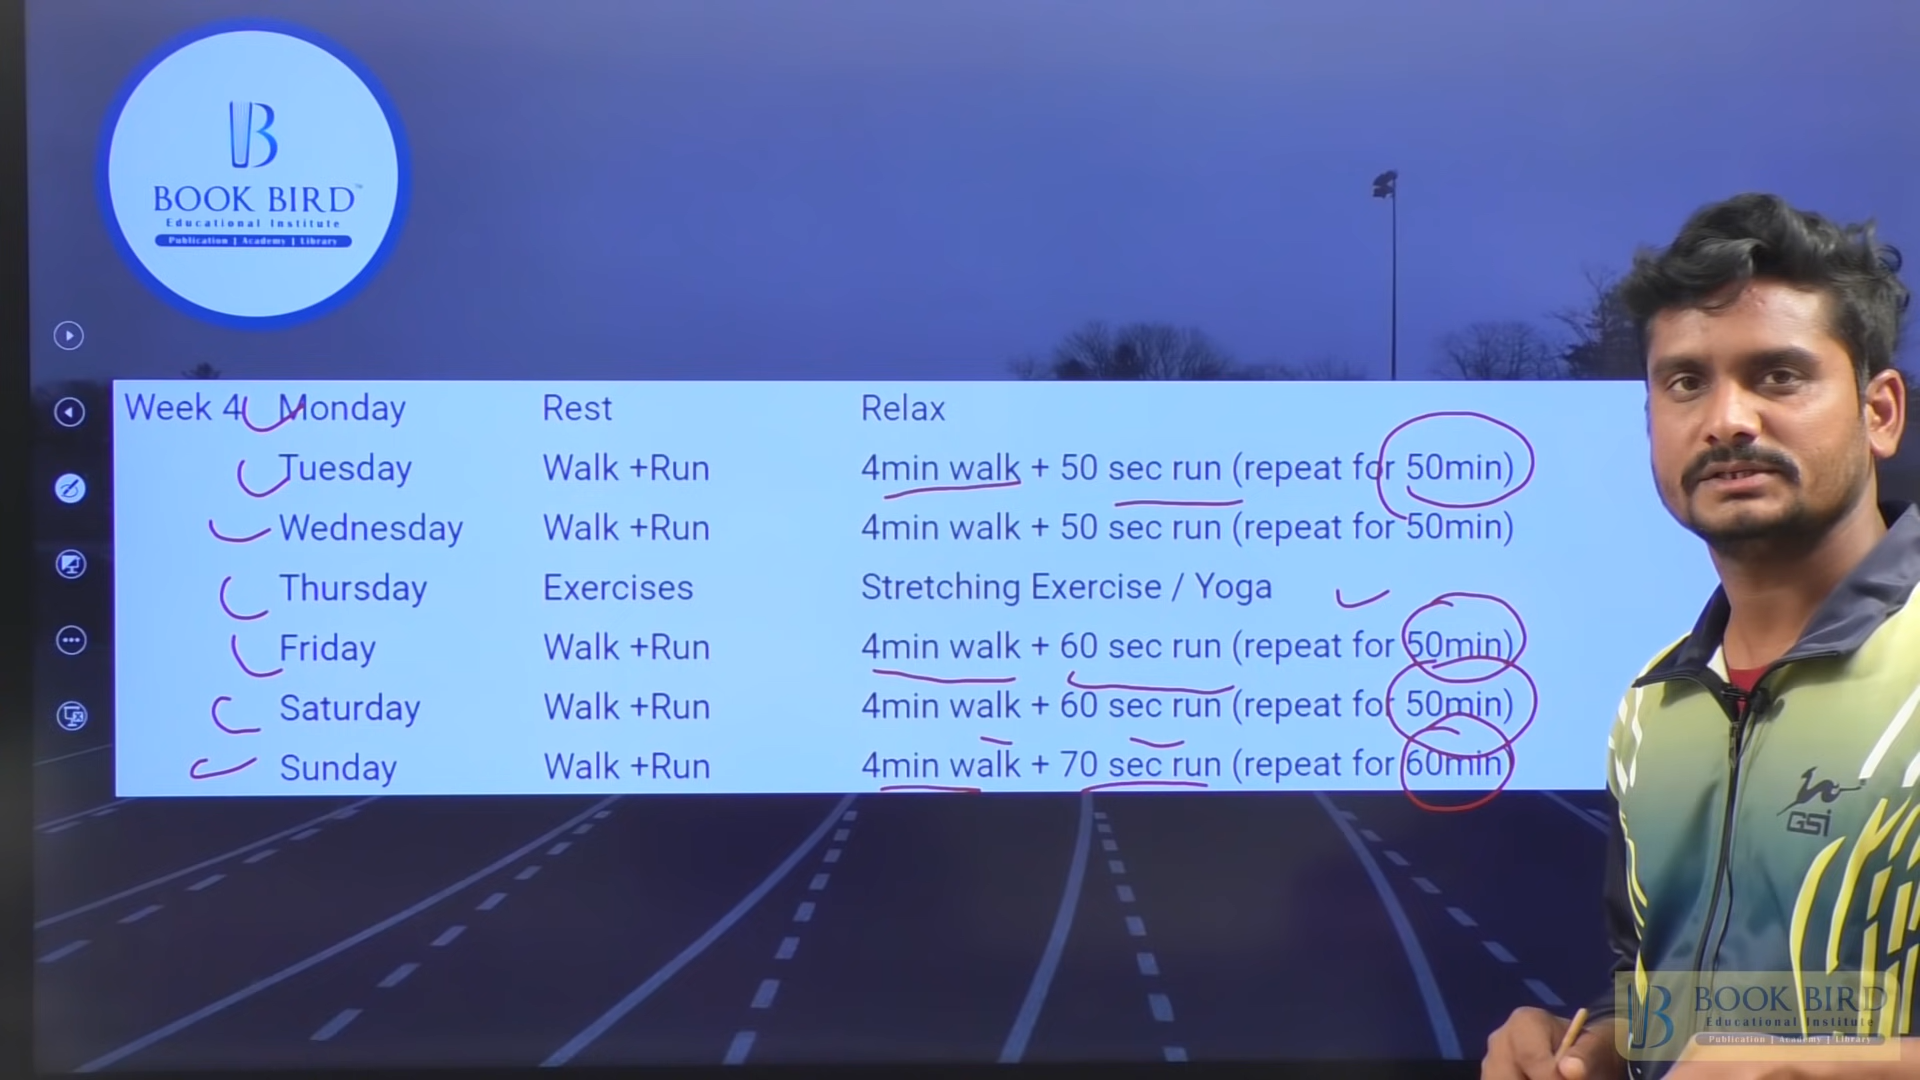 B
BOOK BIRD™
Educational Institute
Publication | Academy | Library
Week 4 Monday Rest Relax
Tuesday Walk +Run 4min walk + 50 sec run (repeat for 50min)
Wednesday Walk +Run 4min walk + 50 sec run (repeat for 50min)
Thursday Exercises Stretching Exercise / Yoga
Friday Walk +Run 4min walk + 60 sec run (repeat for 50min)
Saturday Walk +Run 4min walk + 60 sec run (repeat for 50min)
Sunday Walk +Run 4min walk + 70 sec run (repeat for 60min)
GSi
B
BOOK BIRD
Educational Institute
Publication | Academy | Library